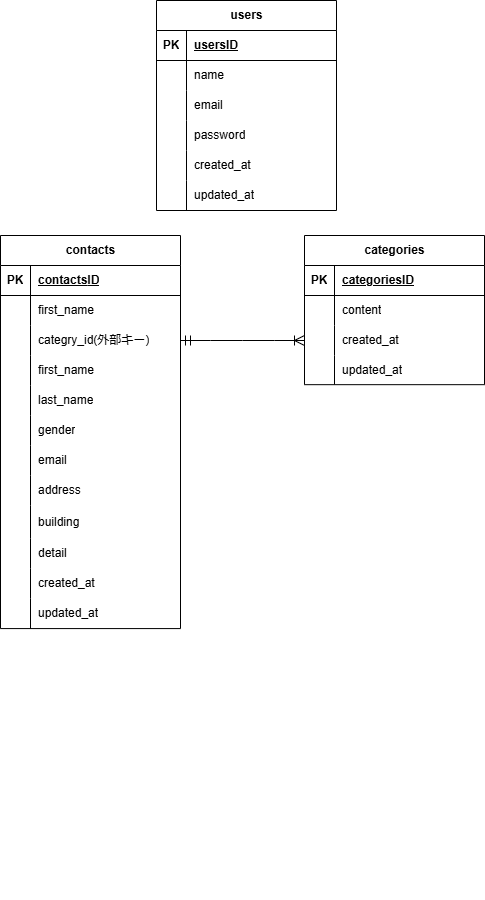 users
PK usersID
name
email
password
created_at
updated_at
contacts
PK contactsID
first_name
categry_id(外部キー)
first_name
last_name
gender
email
address
building
detail
created_at
updated_at
categories
PK categoriesID
content
created_at
updated_at